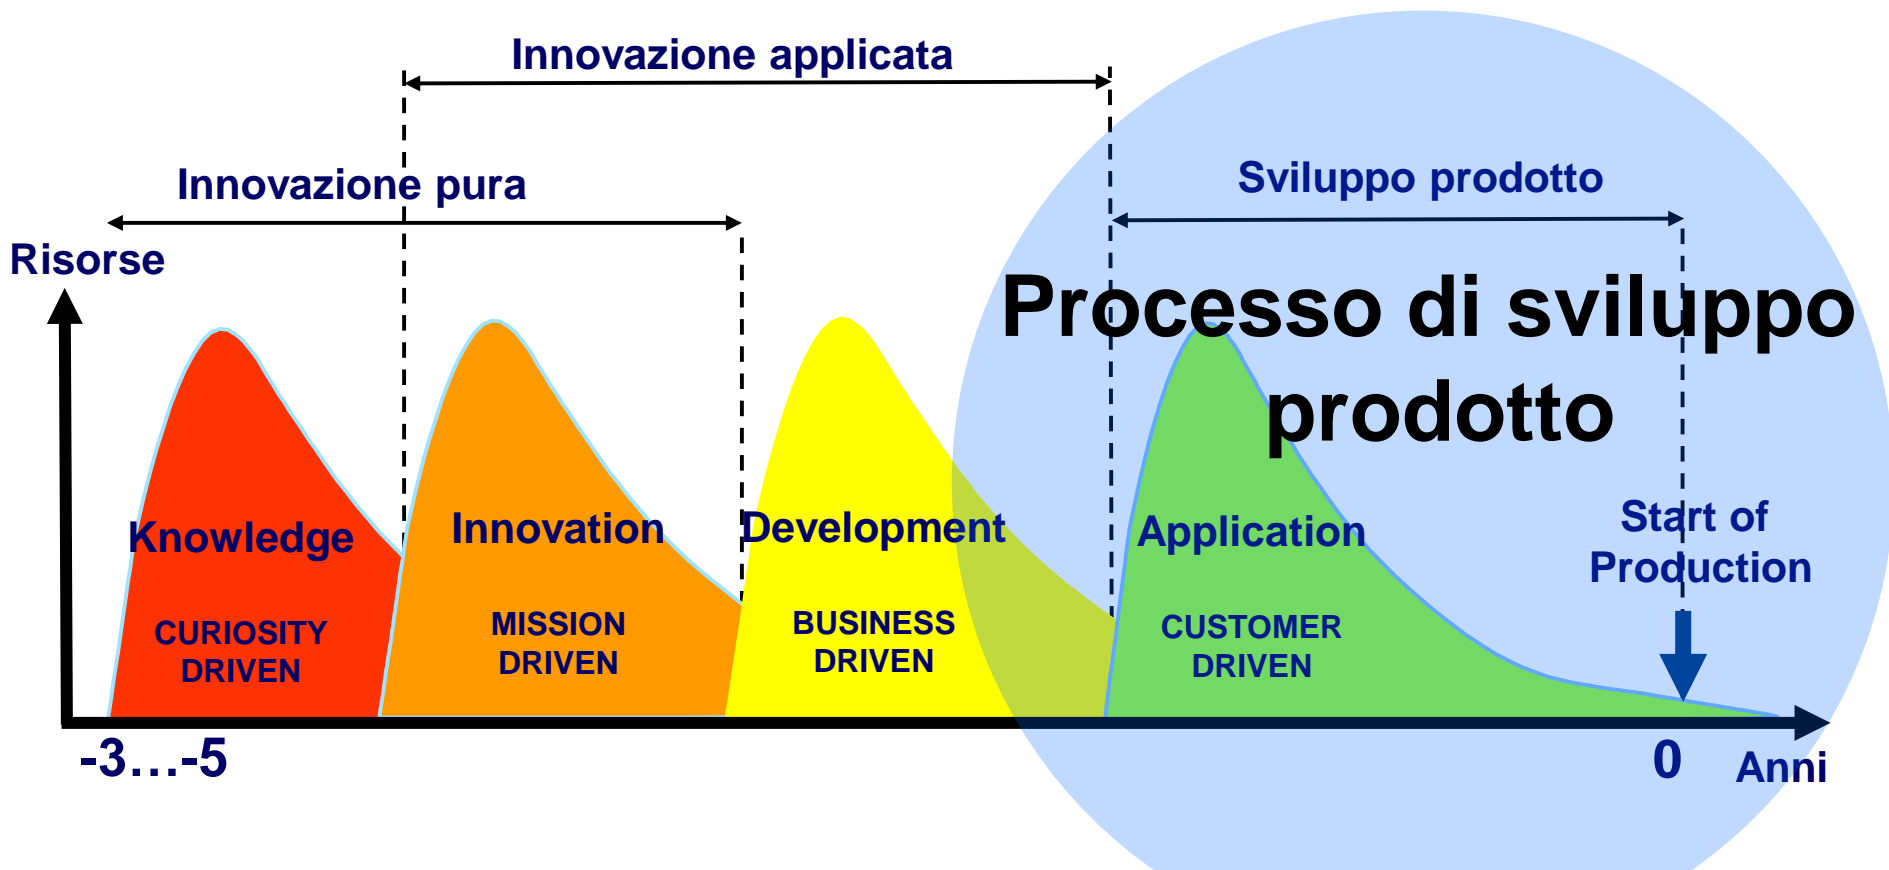 Innovazione applicata
Innovazione pura
Sviluppo prodotto
Risorse
Processo di sviluppo
prodotto
Knowledge
Innovation
Development
Application
Start of
Production
CURIOSITY
DRIVEN
MISSION
DRIVEN
BUSINESS
DRIVEN
CUSTOMER
DRIVEN
-3…-5
0
Anni